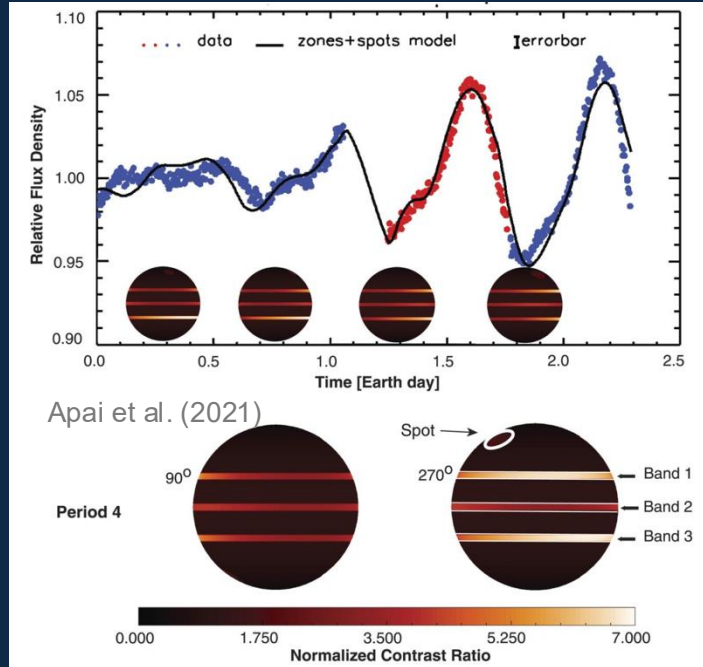 1.10
data
zones+spots model
errorbar
1.05
1.00
0.95
0.90
Relative Flux Density
0.0
0.5
1.0
1.5
2.0
2.5
Time [Earth day]
Apai et al. (2021)
Spot
90º
270º
Band 1
Period 4
Band 2
Band 3
0.000
1.750
3.500
5.250
7.000
Normalized Contrast Ratio